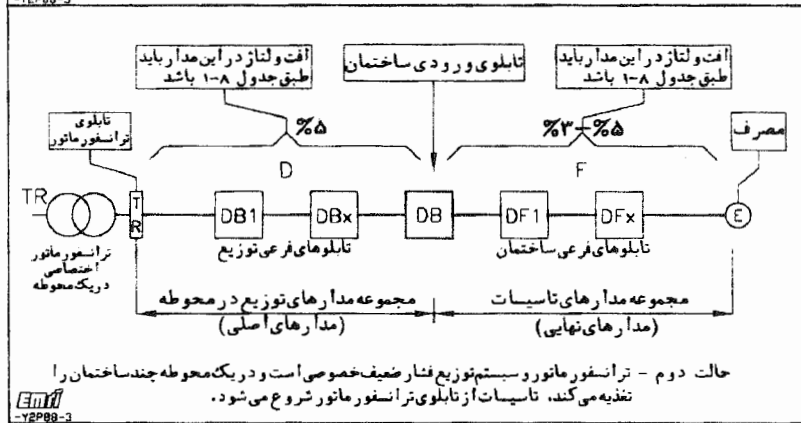 -Y2P88-3
افت ولتاژ در این مدار باید
طبق جدول ۸-۱ باشد
تابلوی ورودی ساختمان
افت ولتاژ در این مدار باید
طبق جدول ۸-۱ باشد
تابلوی
ترانسفورماتور
%۵
%۳-%۵
مصرف
D
F
TR
TR
DB1
DBx
DB
DF1
DFx
E
ترانسفورماتور
اختصاصی
در یک محوطه
تابلوهای فرعی توزیع
تابلوهای فرعی ساختمان
مجموعه مدارهای توزیع در محوطه
(مدارهای اصلی)
مجموعه مدارهای تاسیسات
(مدارهای نهایی)
حالت دوم - ترانسفورماتور و سیستم توزیع فشار ضعیف خصوصی است و در یک محوطه چند ساختمان را
تغذیه می‌کند. تاسیسات از تابلوی ترانسفورماتور شروع می‌شود.
Emri
-Y2P88-3